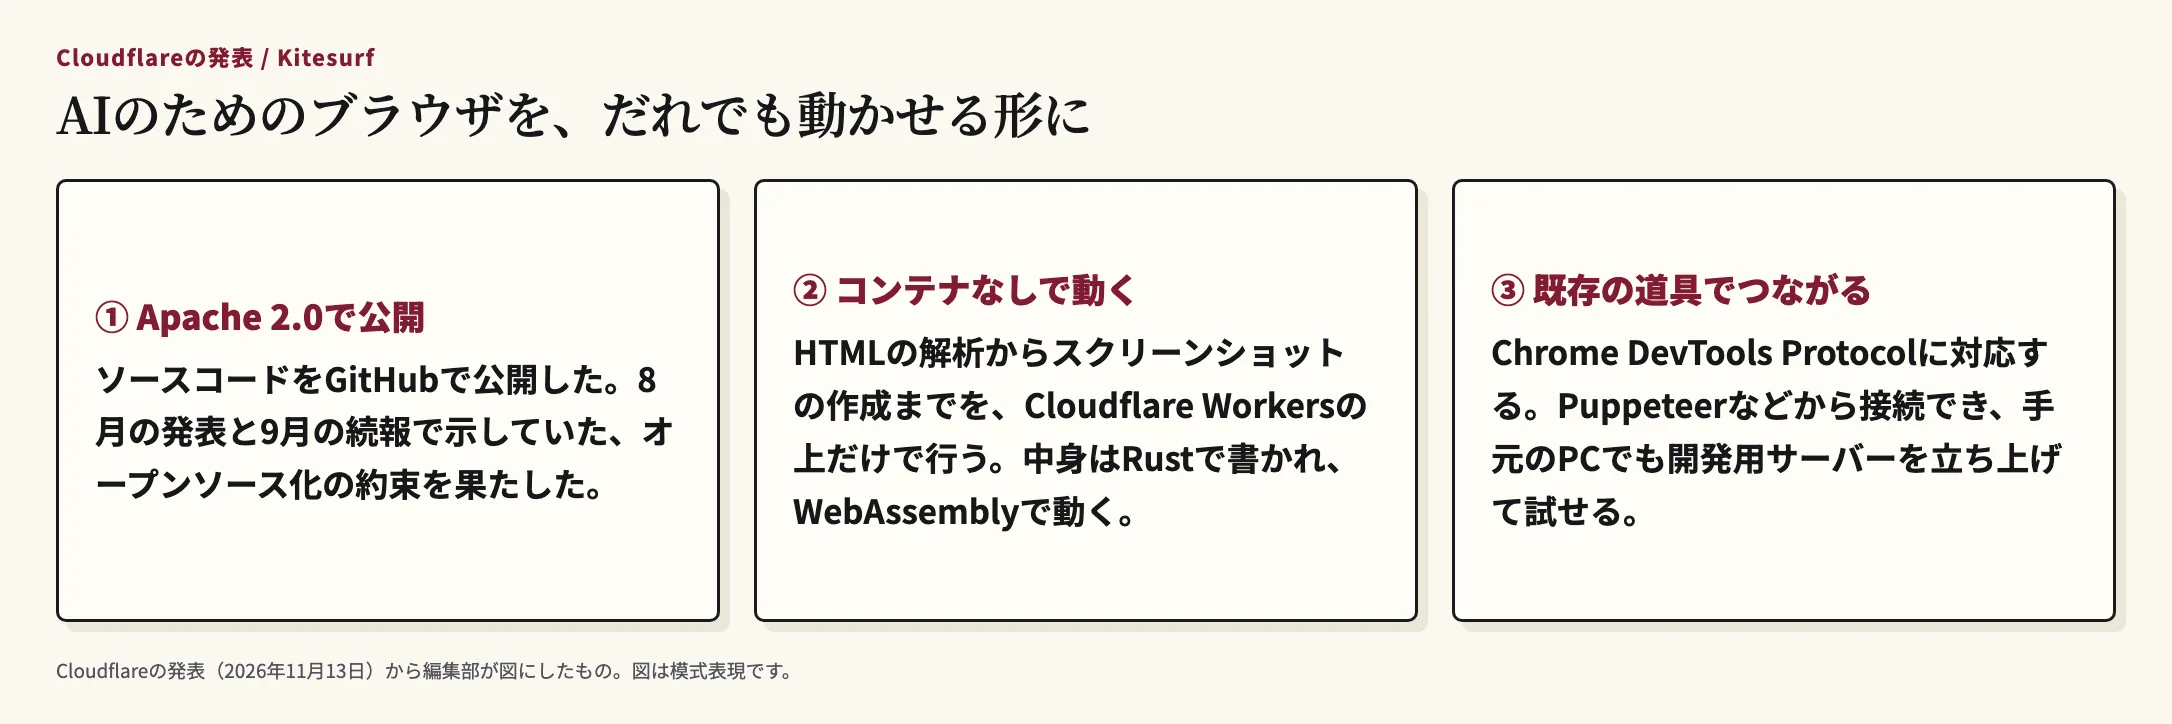 Cloudflareの発表 / Kitesurf
AIのためのブラウザを、だれでも動かせる形に
① Apache 2.0で公開
ソースコードをGitHubで公開した。8
月の発表と9月の続報で示していた、オ
ープンソース化の約束を果たした。
② コンテナなしで動く
HTMLの解析からスクリーンショット
の作成までを、Cloudflare Workersの
上だけで行う。中身はRustで書かれ、
WebAssemblyで動く。
③ 既存の道具でつながる
Chrome DevTools Protocolに対応す
る。Puppeteerなどから接続でき、手
元のPCでも開発用サーバーを立ち上げ
て試せる。
Cloudflareの発表（2026年11月13日）から編集部が図にしたもの。図は模式表現です。